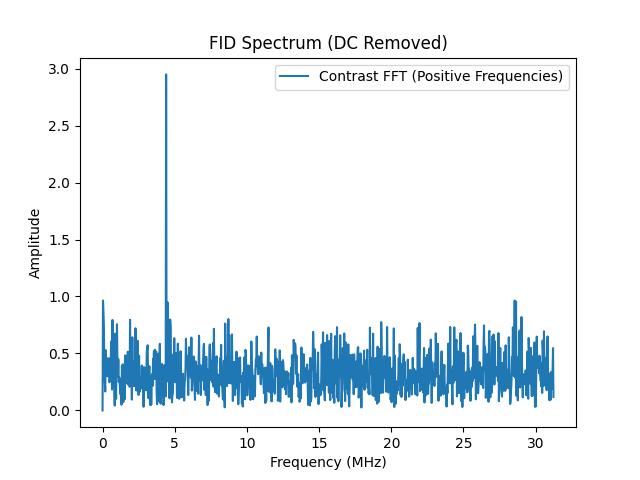 FID Spectrum (DC Removed)
Contrast FFT (Positive Frequencies)
3.0
2.5
2.0
1.5
1.0
0.5
0.0
Amplitude
0 5 10 15 20 25 30
Frequency (MHz)